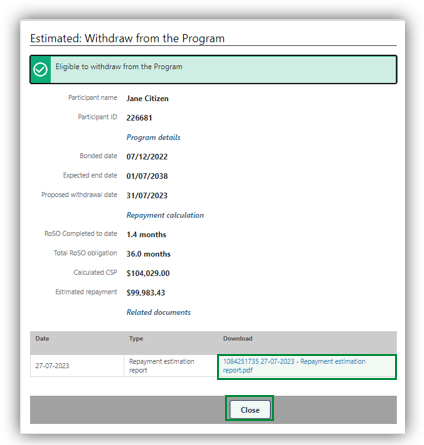 Estimated: Withdraw from the Program
Eligible to withdraw from the Program
Participant name Jane Citizen
Participant ID 226681
Program details
Bonded date 07/12/2022
Expected end date 01/07/2038
Proposed withdrawal date 31/07/2023
Repayment calculation
RoSO Completed to date 1.4 months
Total RoSO obligation 36.0 months
Calculated CSP $104,029.00
Estimated repayment $99,983.43
Related documents
Date Type Download
27-07-2023 Repayment estimation report 1084251735 27-07-2023 - Repayment estimation report.pdf
Close